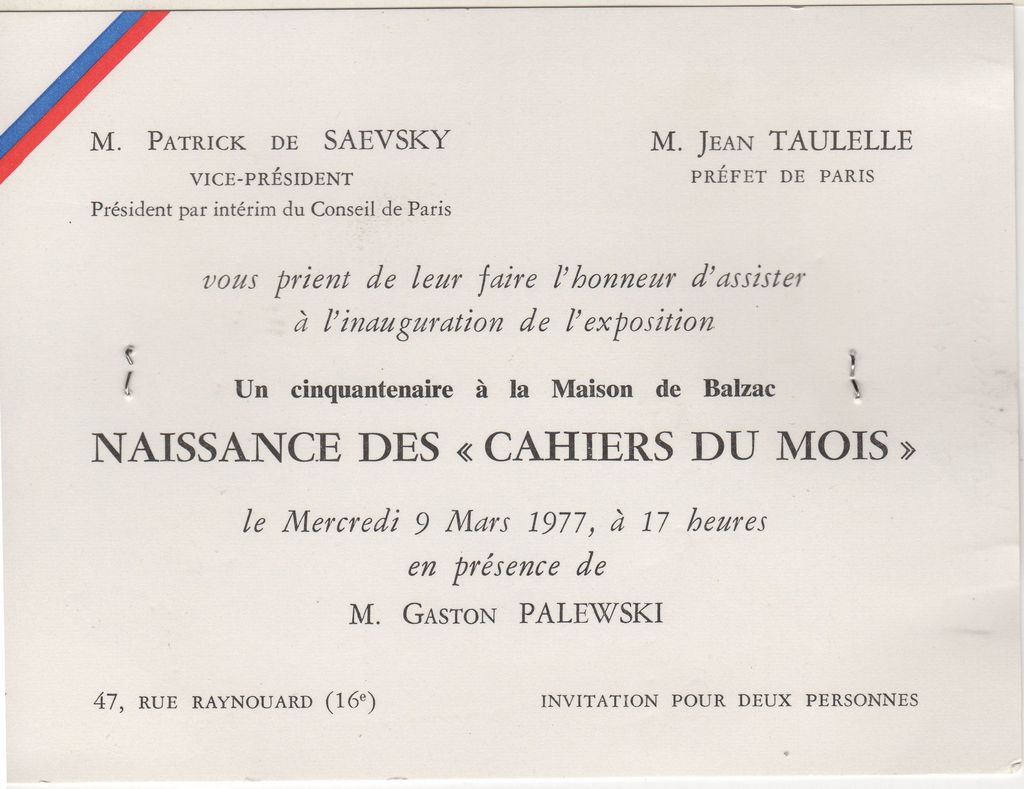 M. PATRICK DE SAEVSKY
VICE-PRÉSIDENT
Président par intérim du Conseil de Paris
M. JEAN TAULELLE
PRÉFET DE PARIS
vous prient de leur faire l'honneur d'assister
à l'inauguration de l'exposition
Un cinquantenaire à la Maison de Balzac
NAISSANCE DES « CAHIERS DU MOIS »
le Mercredi 9 Mars 1977, à 17 heures
en présence de
M. GASTON PALEWSKI
47, RUE RAYNOUARD (16e)
INVITATION POUR DEUX PERSONNES